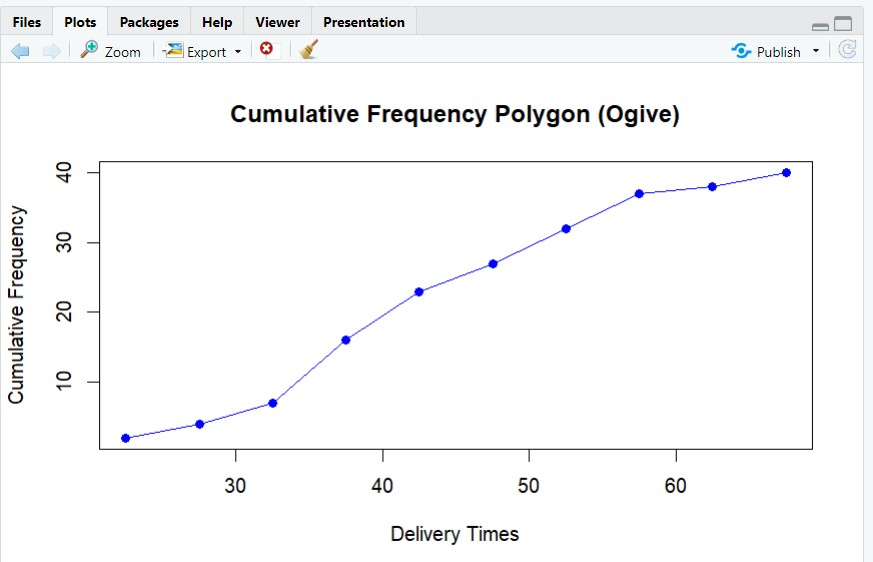 Files Plots Packages Help Viewer Presentation
Zoom Export Publish
Cumulative Frequency Polygon (Ogive)
Cumulative Frequency
40
30
20
10
30 40 50 60
Delivery Times